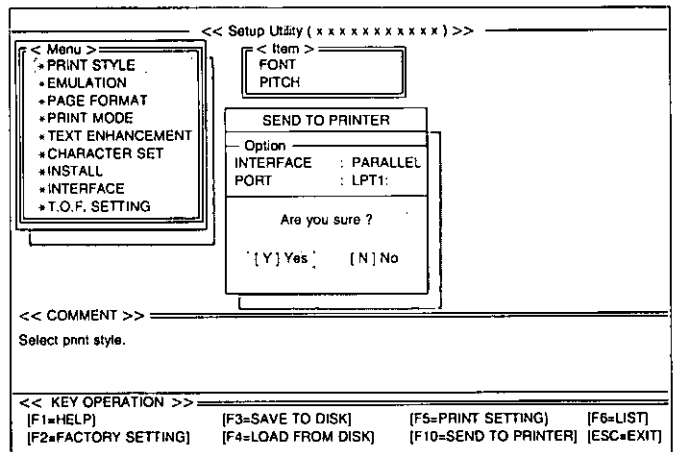 << Setup Utility ( x x x x x x x x x x x ) >>
< Menu >
*PRINT STYLE
*EMULATION
*PAGE FORMAT
*PRINT MODE
*TEXT ENHANCEMENT
*CHARACTER SET
*INSTALL
*INTERFACE
*T.O.F. SETTING
< Item >
FONT
PITCH
SEND TO PRINTER
Option
INTERFACE : PARALLEL
PORT : LPT1:
Are you sure ?
[ Y ] Yes [ N ] No
<< COMMENT >>
Select print style.
<< KEY OPERATION >>
[F1=HELP] [F3=SAVE TO DISK] [F5=PRINT SETTING) [F6=LIST]
[F2=FACTORY SETTING] [F4=LOAD FROM DISK] [F10=SEND TO PRINTER] [ESC=EXIT]